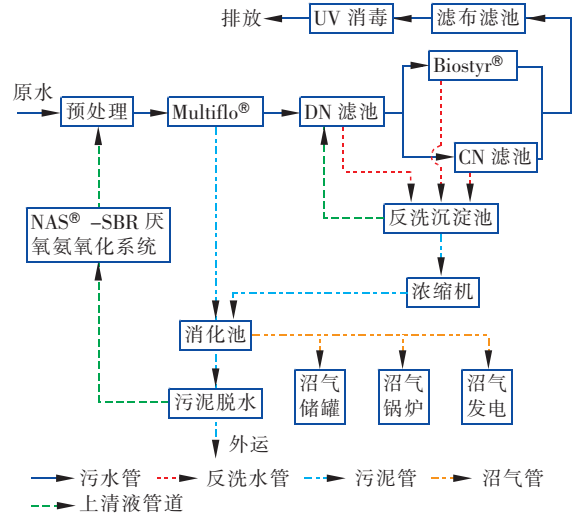 排放
UV 消毒
滤布滤池
Biostyr®
原水
预处理
Multiflo®
DN 滤池
CN 滤池
NAS® -SBR 厌
氧氨氧化系统
反洗沉淀池
浓缩机
消化池
沼气
储罐
沼气
锅炉
沼气
发电
污泥脱水
外运
污水管
反洗水管
污泥管
沼气管
上清液管道